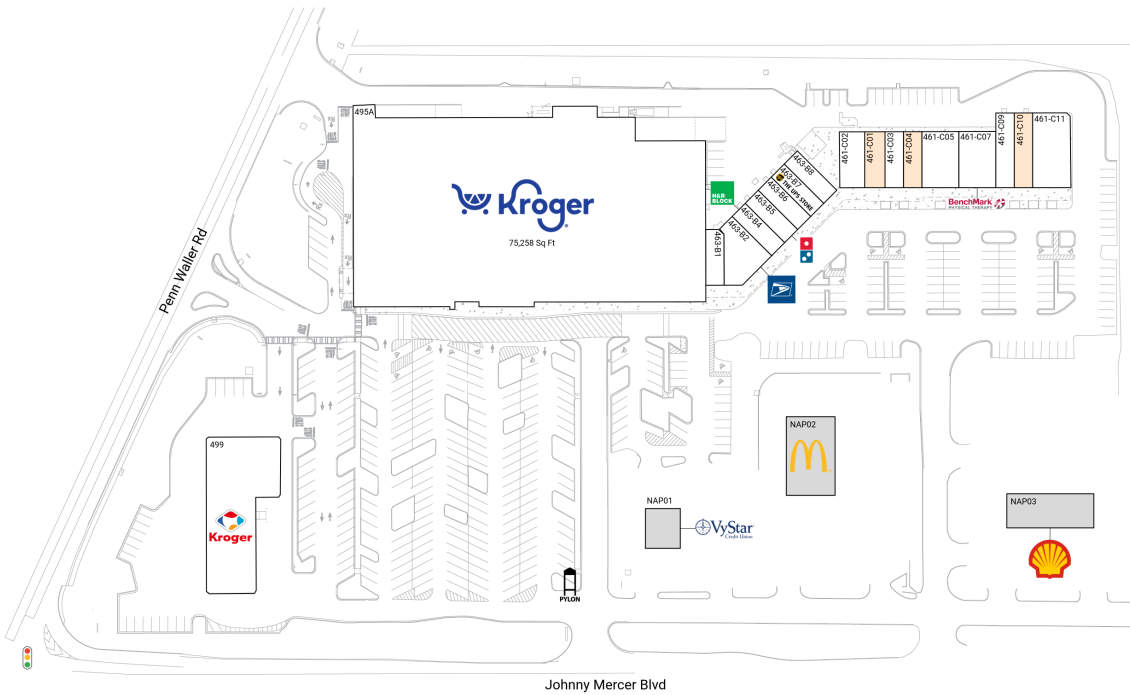 495A
Kroger
75,258 Sq Ft
H&R
BLOCK
463-B1
463-B2
463-B4
463-B5
463-B6
463-B7
THE UPS STORE
463-B8
461-C02
461-C01
461-C03
461-C04
461-C05
461-C07
461-C09
461-C10
461-C11
BenchMark
PHYSICAL THERAPY
Penn Waller Rd
499
Kroger
PYLON
NAP01
VyStar
Credit Union
NAP02
NAP03
Johnny Mercer Blvd